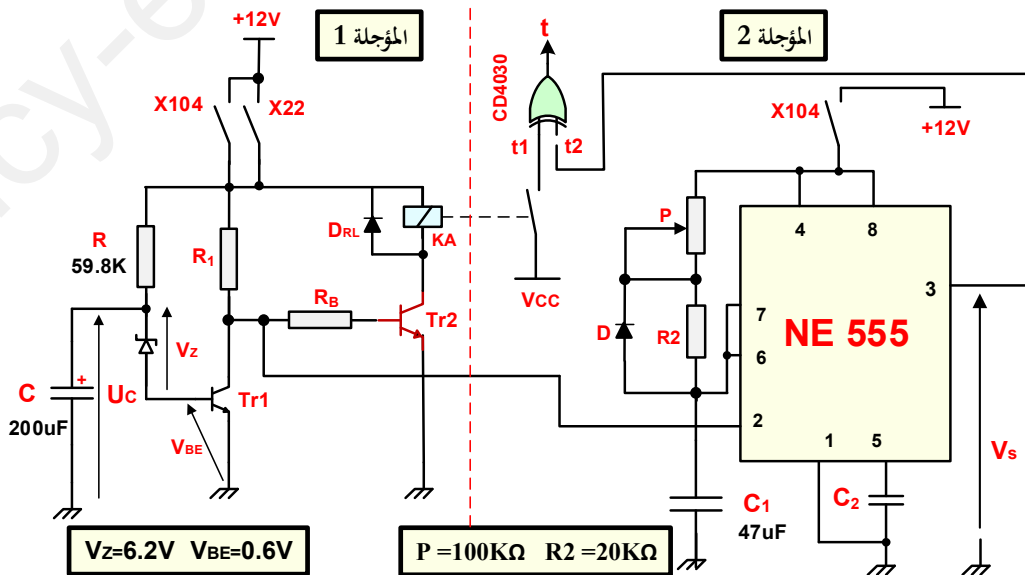 +12V
المؤجلة 1
المؤجلة 2
t
CD4030
X104
X22
X104
+12V
t1
t2
R
59.8K
R1
DRL
KA
P
4
8
3
VCC
RB
Tr2
D
R2
7
6
NE 555
VZ
C
+
UC
Tr1
2
200uF
VBE
1
5
VS
C1
47uF
C2
VZ=6.2V VBE=0.6V
P =100KΩ R2 =20KΩ